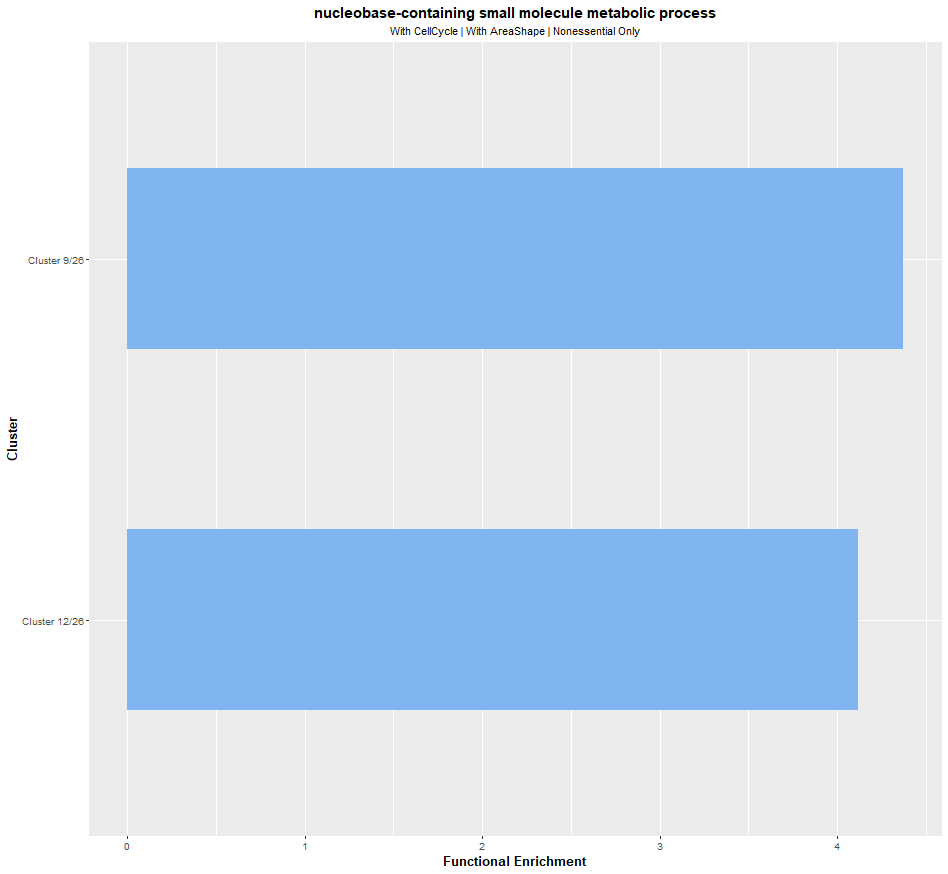 nucleobase-containing small molecule metabolic process
With CellCycle | With AreaShape | Nonessential Only
Cluster
Cluster 9/26
Cluster 12/26
0 1 2 3 4
Functional Enrichment